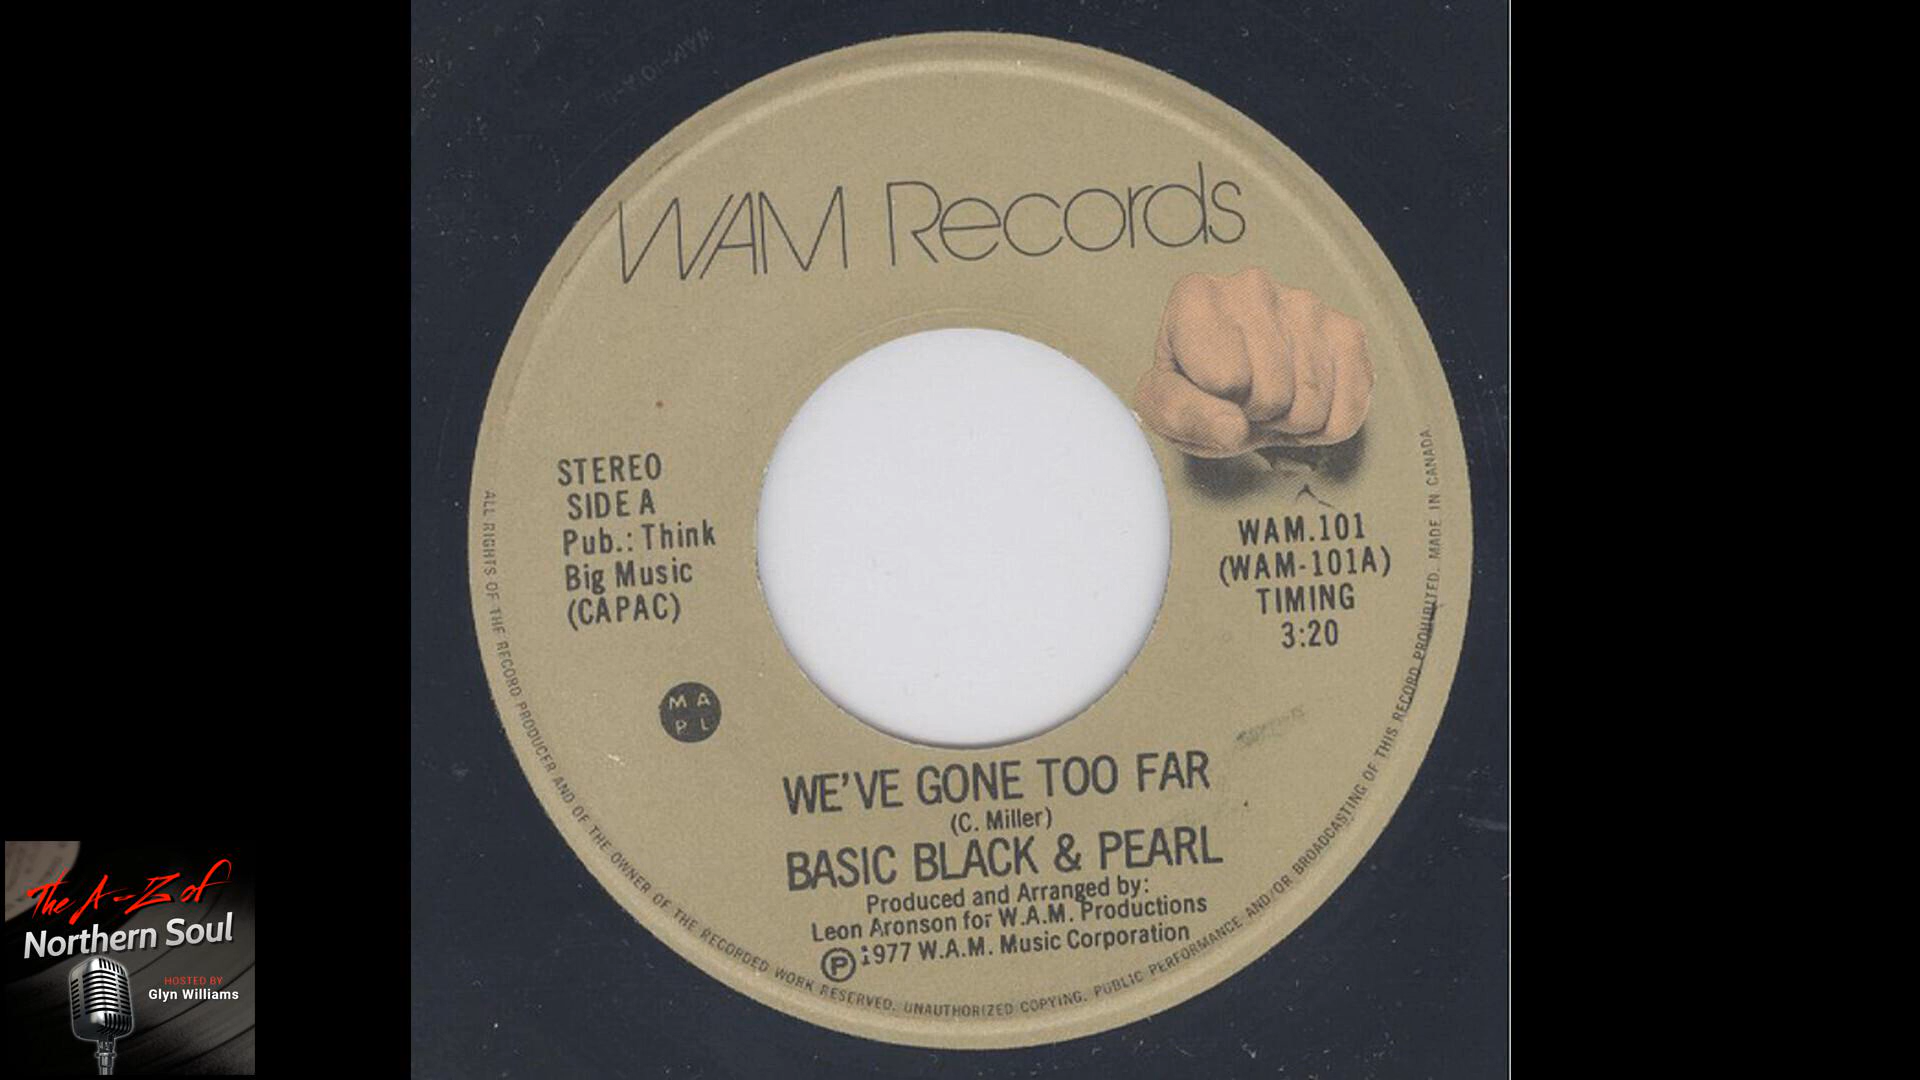 WAM Records
STEREO
SIDE A
Pub.: Think
Big Music
(CAPAC)
WAM.101
(WAM-101A)
TIMING
3:20
M A
P L
WE'VE GONE TOO FAR
(C. Miller)
BASIC BLACK & PEARL
Produced and Arranged by:
Leon Aronson for W.A.M. Productions
Ⓟ 1977 W.A.M. Music Corporation
ALL RIGHTS OF THE RECORD PRODUCER AND OF THE OWNER OF THE RECORDED WORK RESERVED. UNAUTHORIZED COPYING, PUBLIC PERFORMANCE AND/OR BROADCASTING OF THIS RECORD PROHIBITED. MADE IN CANADA
The A-Z of
Northern Soul
HOSTED BY
Glyn Williams